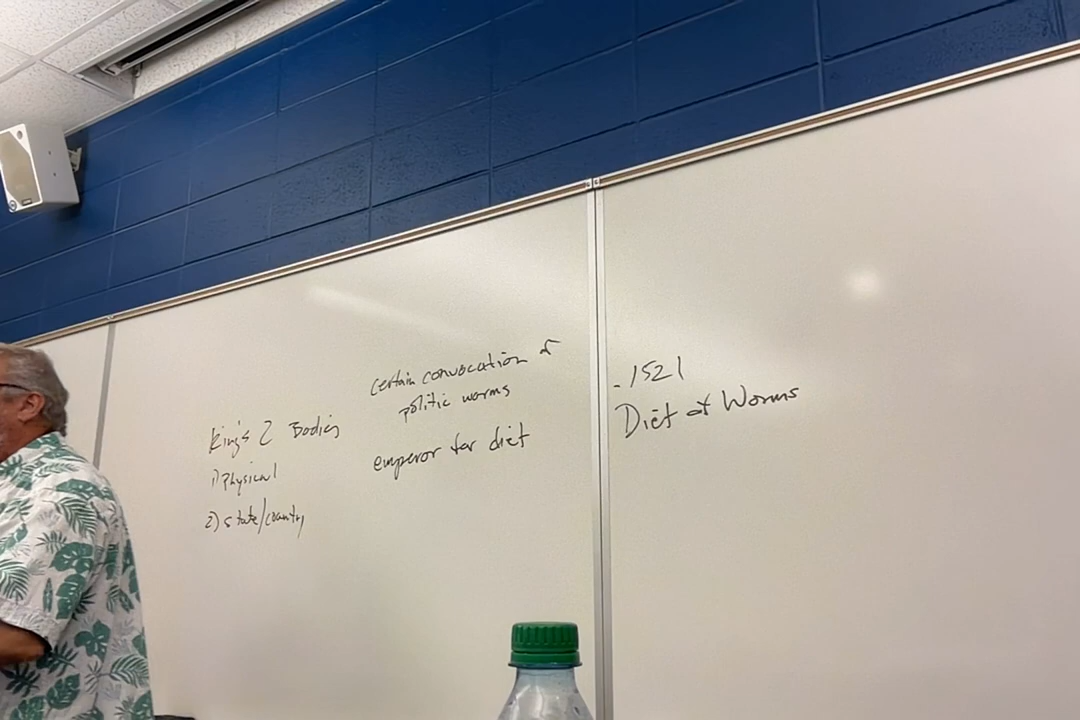 King's 2 Bodies
1) Physical
2) state/country
certain convocation of
politic worms
emperor for diet
. 1521
Diet at Worms